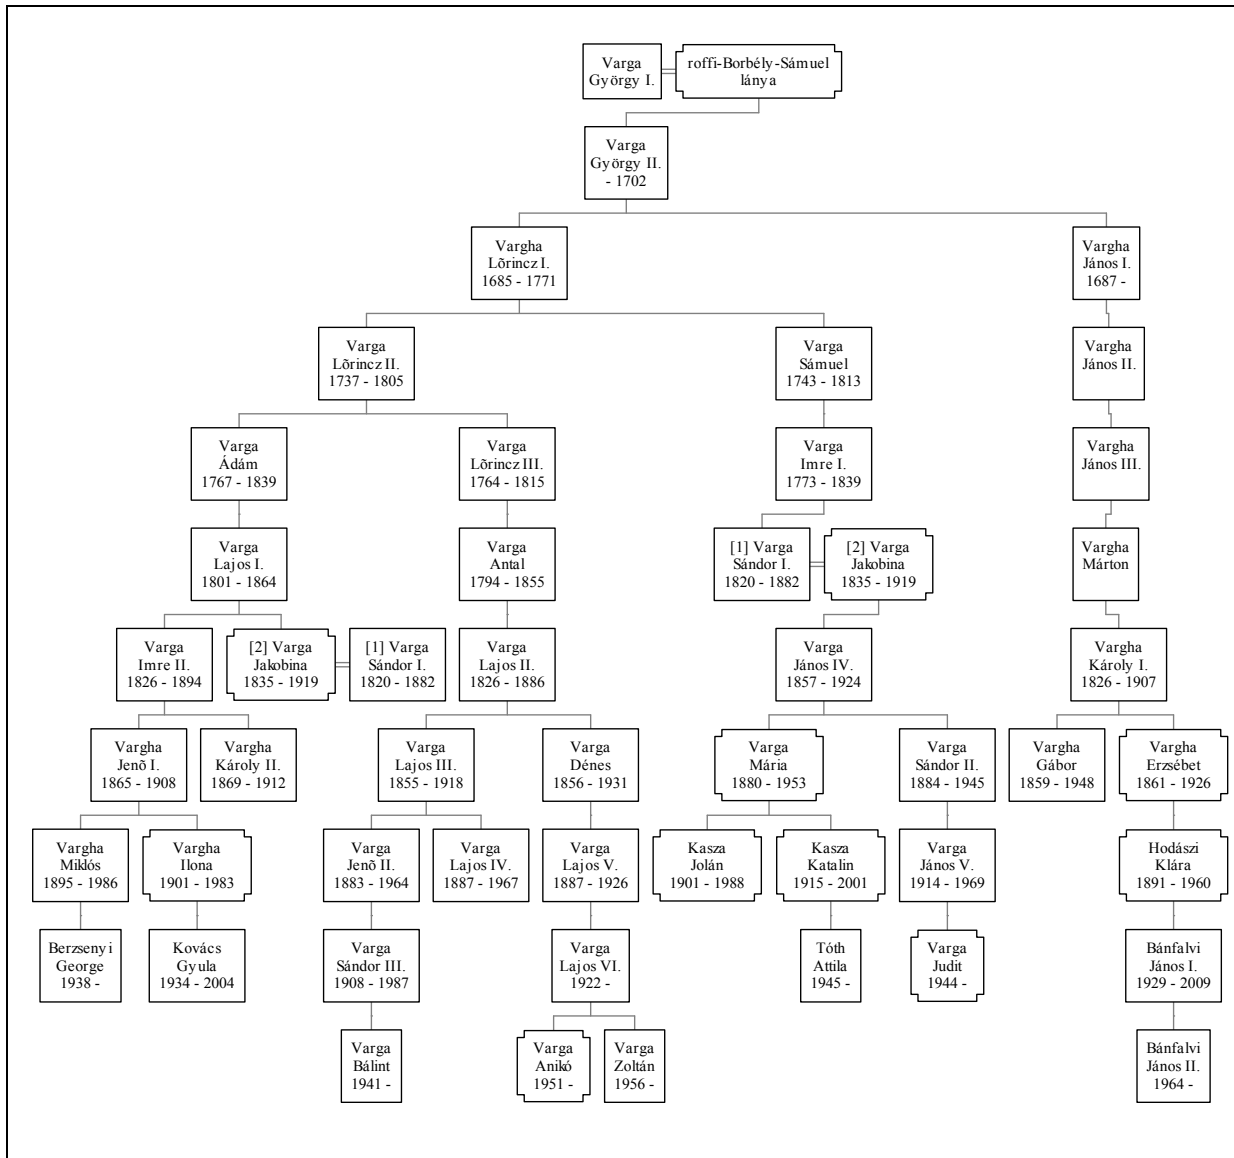 Varga
György I.
roffi-Borbély-Sámuel
lánya
Varga
György II.
- 1702
Vargha
Lõrincz I.
1685 - 1771
Vargha
János I.
1687 -
Varga
Lõrincz II.
1737 - 1805
Varga
Sámuel
1743 - 1813
Vargha
János II.
Varga
Ádám
1767 - 1839
Varga
Lõrincz III.
1764 - 1815
Varga
Imre I.
1773 - 1839
Vargha
János III.
Varga
Lajos I.
1801 - 1864
Varga
Antal
1794 - 1855
[1] Varga
Sándor I.
1820 - 1882
[2] Varga
Jakobina
1835 - 1919
Vargha
Márton
Varga
Imre II.
1826 - 1894
[2] Varga
Jakobina
1835 - 1919
[1] Varga
Sándor I.
1820 - 1882
Varga
Lajos II.
1826 - 1886
Varga
János IV.
1857 - 1924
Vargha
Károly I.
1826 - 1907
Vargha
Jenõ I.
1865 - 1908
Vargha
Károly II.
1869 - 1912
Varga
Lajos III.
1855 - 1918
Varga
Dénes
1856 - 1931
Varga
Mária
1880 - 1953
Varga
Sándor II.
1884 - 1945
Vargha
Gábor
1859 - 1948
Vargha
Erzsébet
1861 - 1926
Vargha
Miklós
1895 - 1986
Vargha
Ilona
1901 - 1983
Varga
Jenõ II.
1883 - 1964
Varga
Lajos IV.
1887 - 1967
Varga
Lajos V.
1887 - 1926
Kasza
Jolán
1901 - 1988
Kasza
Katalin
1915 - 2001
Varga
János V.
1914 - 1969
Hodászi
Klára
1891 - 1960
Berzsenyi
George
1938 -
Kovács
Gyula
1934 - 2004
Varga
Sándor III.
1908 - 1987
Varga
Lajos VI.
1922 -
Tóth
Attila
1945 -
Varga
Judit
1944 -
Bánfalvi
János I.
1929 - 2009
Varga
Bálint
1941 -
Varga
Anikó
1951 -
Varga
Zoltán
1956 -
Bánfalvi
János II.
1964 -